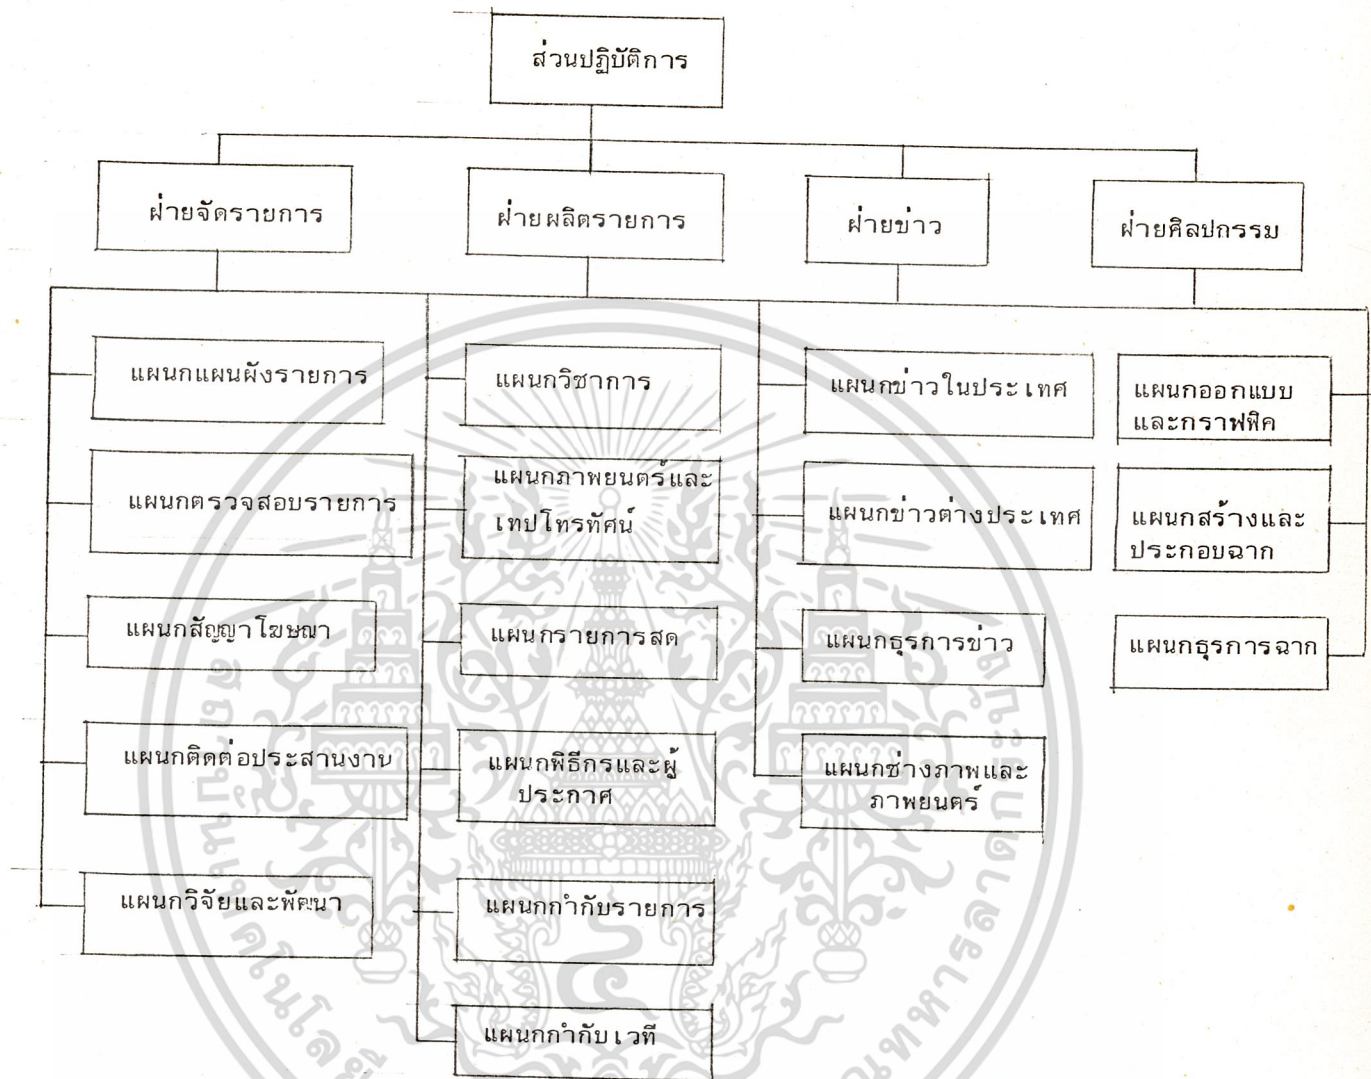 ส่วนปฏิบัติการ
ฝ่ายจัดรายการ
ฝ่ายผลิตรายการ
ฝ่ายข่าว
ฝ่ายศิลปกรรม
แผนกแผนผังรายการ
แผนกตรวจสอบรายการ
แผนกสัญญาโฆษณา
แผนกติดต่อประสานงาน
แผนกวิจัยและพัฒนา
แผนกวิชาการ
แผนกภาพยนตร์และ
เทปโทรทัศน์
แผนกรายการสด
แผนกพิธีกรและผู้
ประกาศ
แผนกกำกับรายการ
แผนกกำกับเวที
แผนกข่าวในประเทศ
แผนกข่าวต่างประเทศ
แผนกธุรการข่าว
แผนกช่างภาพและ
ภาพยนตร์
แผนกออกแบบ
และกราฟฟิค
แผนกสร้างและ
ประกอบฉาก
แผนกธุรการฉาก